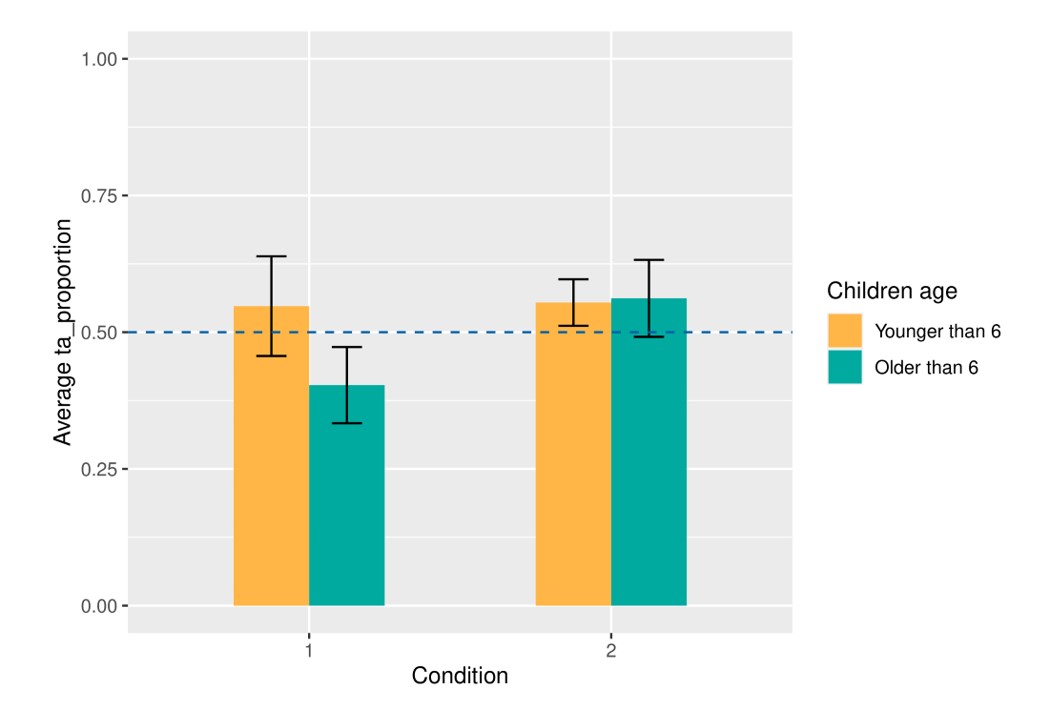 1.00
0.75
0.50
0.25
0.00
Average ta_proportion
1
2
Condition
Children age
Younger than 6
Older than 6